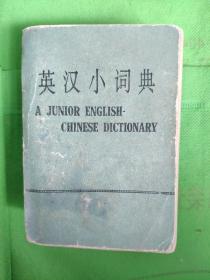 英汉小词典
A JUNIOR ENGLISH-
CHINESE DICTIONARY